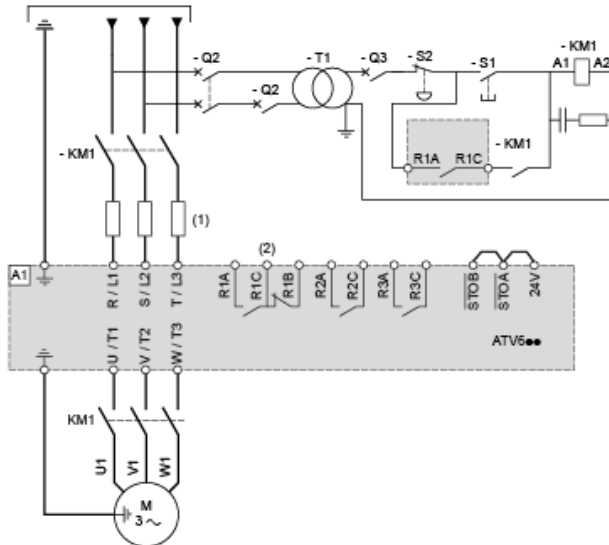 - KM1
- Q2
- T1
- Q3
- S2
- S1
A1
A2
- Q2
- KM1
R1A
R1C
- KM1
(1)
(2)
A1
R / L1
S / L2
T / L3
R1A
R1C
R1B
R2A
R2C
R3A
R3C
STOB
STOA
24V
U / T1
V / T2
W / T3
ATV6●●
KM1
U1
V1
W1
M
3 ~